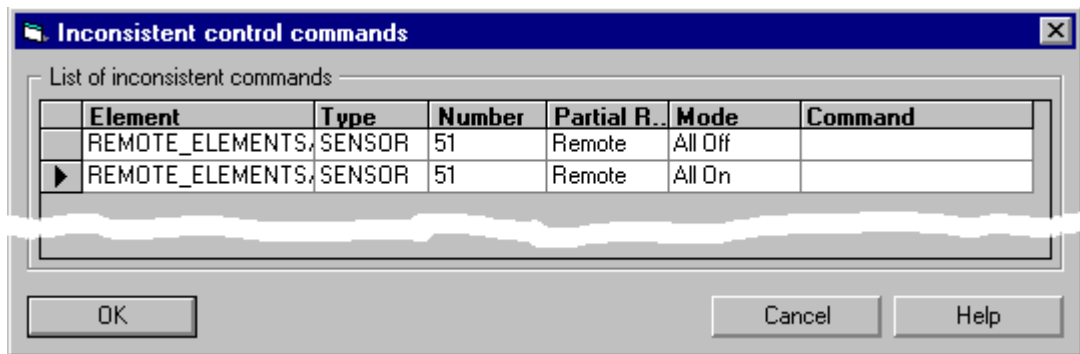 Inconsistent control commands
List of inconsistent commands
Element Type Number Partial R... Mode Command
REMOTE_ELEMENTS/ SENSOR 51 Remote All Off
REMOTE_ELEMENTS/ SENSOR 51 Remote All On
OK Cancel Help